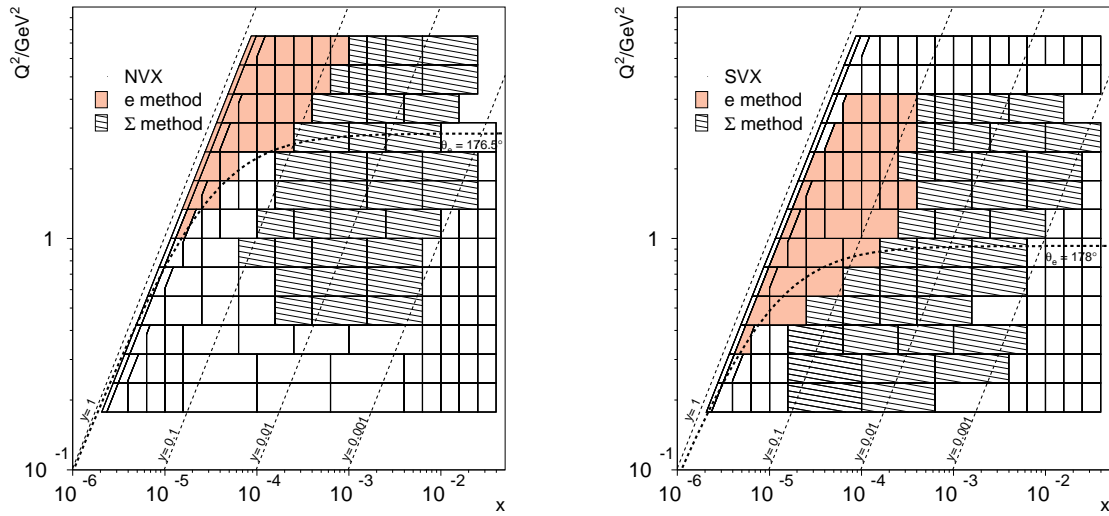 Q²/GeV²
NVX
e method
Σ method
θe = 176.5°
1
y= 1
y= 0.1
y= 0.01
y= 0.001
10⁻¹
10⁻⁶
10⁻⁵
10⁻⁴
10⁻³
10⁻²
x
Q²/GeV²
SVX
e method
Σ method
1
θe = 178°
y= 1
y= 0.1
y= 0.01
y= 0.001
10⁻¹
10⁻⁶
10⁻⁵
10⁻⁴
10⁻³
10⁻²
x